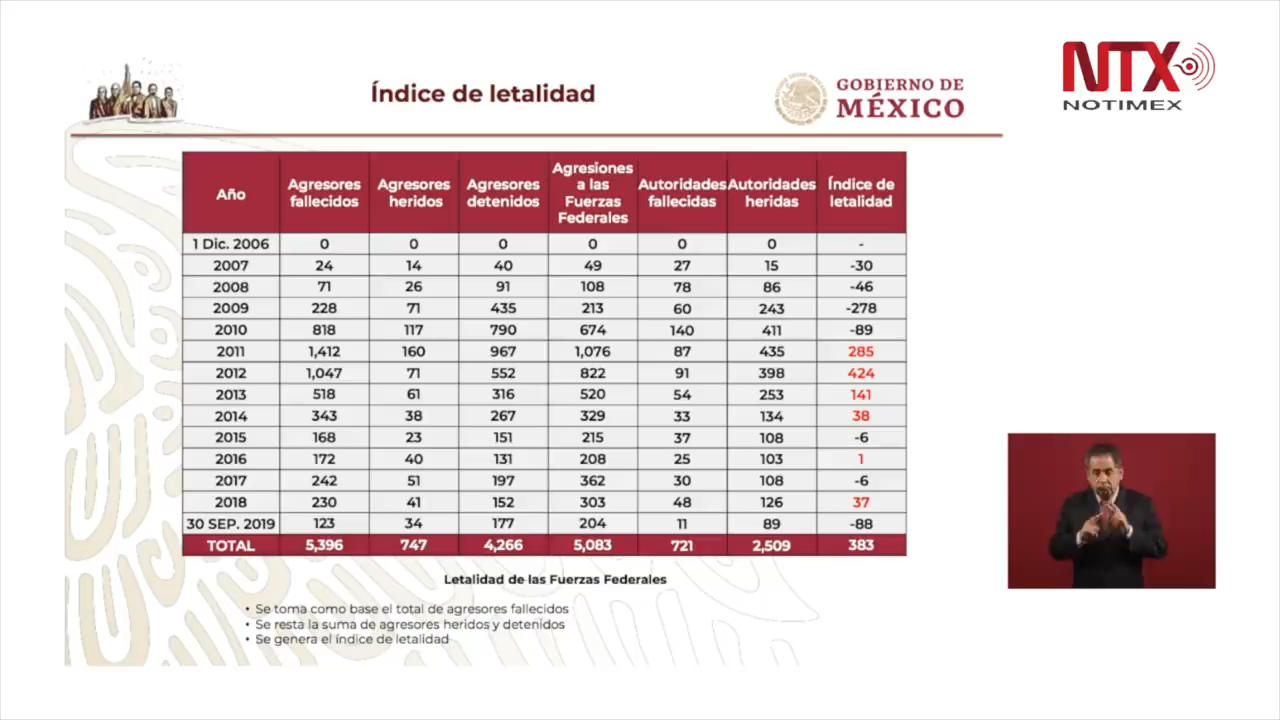 NTX
NOTIMEX
Índice de letalidad
GOBIERNO DE
MÉXICO
Año Agresores fallecidos Agresores heridos Agresores detenidos Agresiones a las Fuerzas Federales Autoridades fallecidas Autoridades heridas Índice de letalidad
1 Dic. 2006 0 0 0 0 0 0 -
2007 24 14 40 49 27 15 -30
2008 71 26 91 108 78 86 -46
2009 228 71 435 213 60 243 -278
2010 818 117 790 674 140 411 -89
2011 1,412 160 967 1,076 87 435 285
2012 1,047 71 552 822 91 398 424
2013 518 61 316 520 54 253 141
2014 343 38 267 329 33 134 38
2015 168 23 151 215 37 108 -6
2016 172 40 131 208 25 103 1
2017 242 51 197 362 30 108 -6
2018 230 41 152 303 48 126 37
30 SEP. 2019 123 34 177 204 11 89 -88
TOTAL 5,396 747 4,266 5,083 721 2,509 383
Letalidad de las Fuerzas Federales
• Se toma como base el total de agresores fallecidos
• Se resta la suma de agresores heridos y detenidos
• Se genera el índice de letalidad